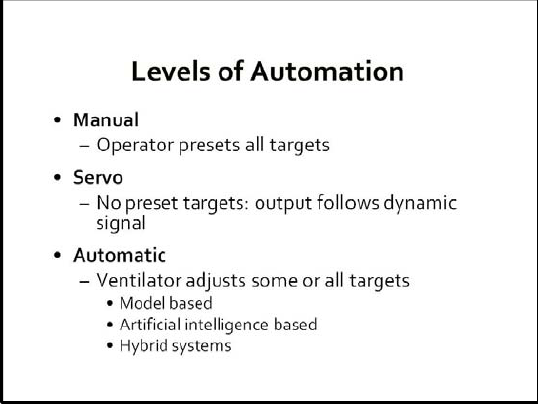 Levels of Automation
• Manual
– Operator presets all targets
• Servo
– No preset targets: output follows dynamic
signal
• Automatic
– Ventilator adjusts some or all targets
• Model based
• Artificial intelligence based
• Hybrid systems